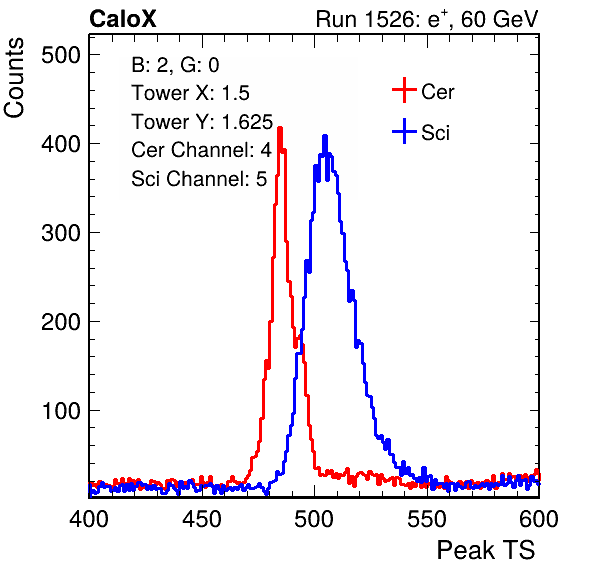 CaloX Run 1526: e⁺, 60 GeV
Counts
500
400
300
200
100
B: 2, G: 0
Tower X: 1.5
Tower Y: 1.625
Cer Channel: 4
Sci Channel: 5
Cer
Sci
400 450 500 550 600
Peak TS